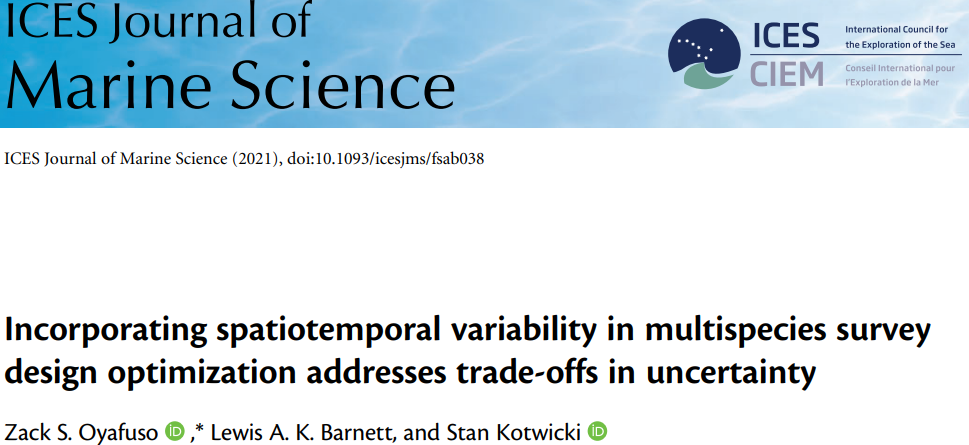 ICES Journal of
Marine Science
ICES
CIEM
International Council for
the Exploration of the Sea
Conseil International pour
l'Exploration de la Mer
ICES Journal of Marine Science (2021), doi:10.1093/icesjms/fsab038
Incorporating spatiotemporal variability in multispecies survey
design optimization addresses trade-offs in uncertainty
Zack S. Oyafuso iD ,* Lewis A. K. Barnett, and Stan Kotwicki iD